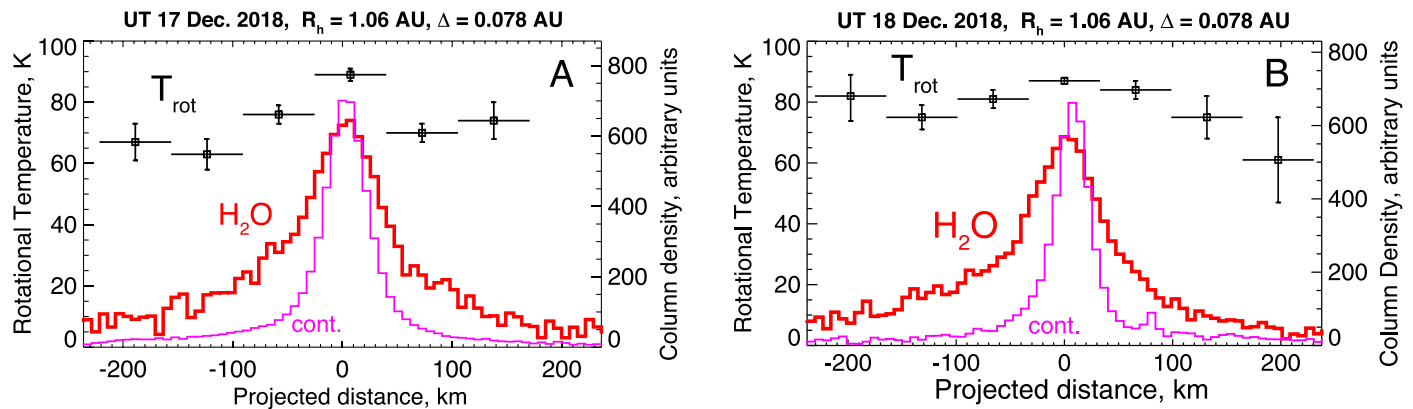 UT 17 Dec. 2018, R_h = 1.06 AU, Δ = 0.078 AU
100
80
60
40
20
0
Rotational Temperature, K
T_rot
A
H₂O
cont.
800
600
400
200
0
Column density, arbitrary units
-200 -100 0 100 200
Projected distance, km
UT 18 Dec. 2018, R_h = 1.06 AU, Δ = 0.078 AU
100
80
60
40
20
0
Rotational Temperature, K
T_rot
B
H₂O
cont.
800
600
400
200
0
Column Density, arbitrary units
-200 -100 0 100 200
Projected distance, km